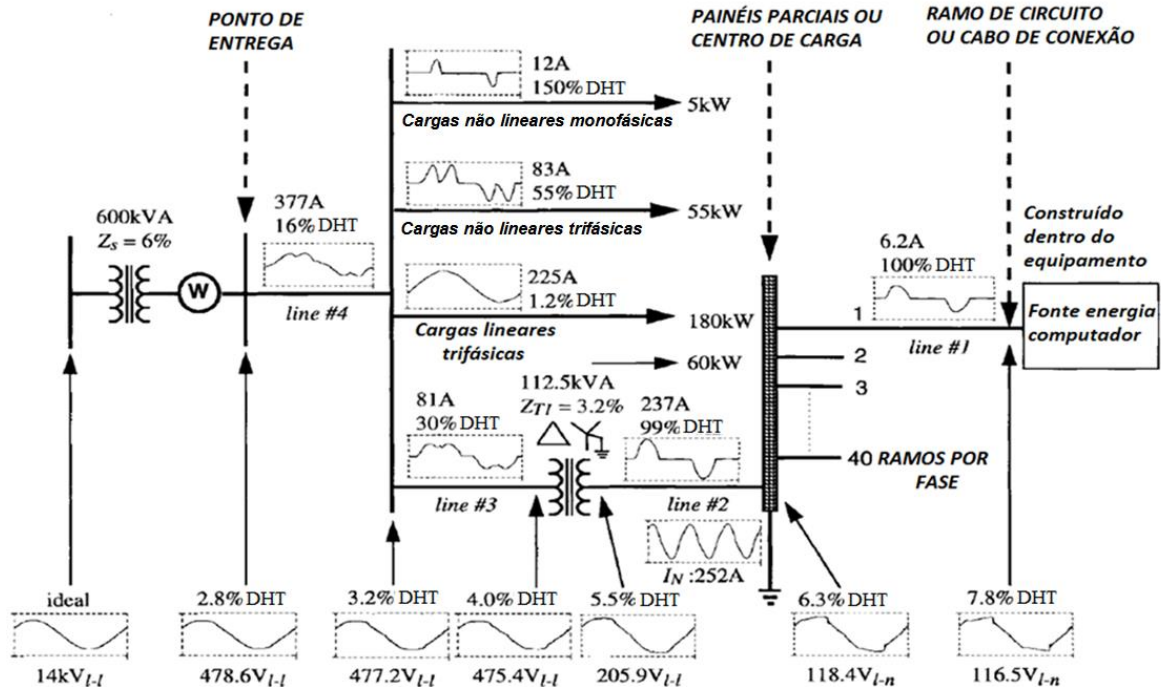 PONTO DE
ENTREGA
PAINÉIS PARCIAIS OU
CENTRO DE CARGA
RAMO DE CIRCUITO
OU CABO DE CONEXÃO
12A
150% DHT
5kW
Cargas não lineares monofásicas
83A
55% DHT
55kW
Cargas não lineares trifásicas
377A
16% DHT
600kVA
Zs = 6%
W
line #4
225A
1.2% DHT
180kW
Cargas lineares
trifásicas
60kW
6.2A
100% DHT
Construído
dentro do
equipamento
Fonte energia
computador
1
line #1
2
3
40 RAMOS POR
FASE
112.5kVA
ZT1 = 3.2%
81A
30% DHT
237A
99% DHT
line #3
line #2
IN :252A
ideal
2.8% DHT
3.2% DHT
4.0% DHT
5.5% DHT
6.3% DHT
7.8% DHT
14kVl-l
478.6Vl-l
477.2Vl-l
475.4Vl-l
205.9Vl-l
118.4Vl-n
116.5Vl-n